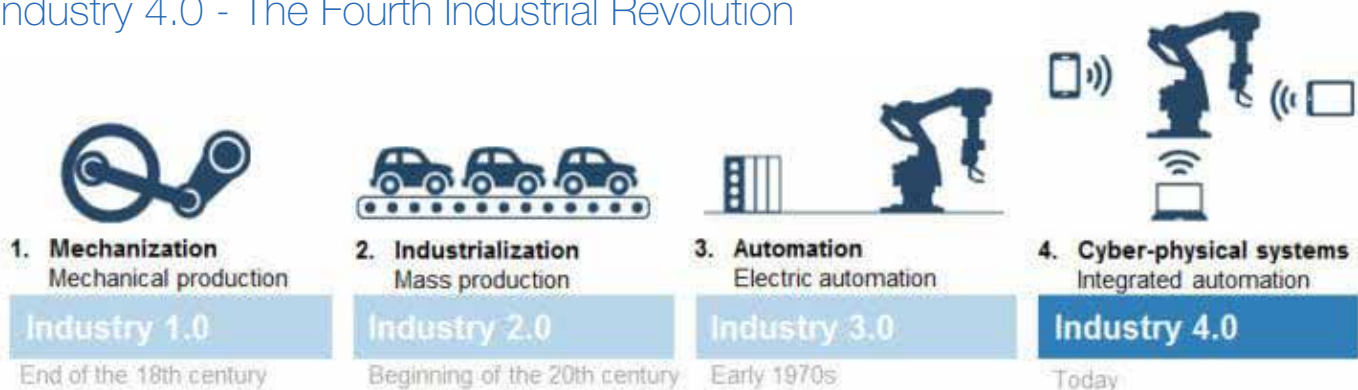 ndustry 4.0 - The Fourth Industrial Revolution
1. Mechanization
Mechanical production
Industry 1.0
End of the 18th century
2. Industrialization
Mass production
Industry 2.0
Beginning of the 20th century
3. Automation
Electric automation
Industry 3.0
Early 1970s
4. Cyber-physical systems
Integrated automation
Industry 4.0
Today